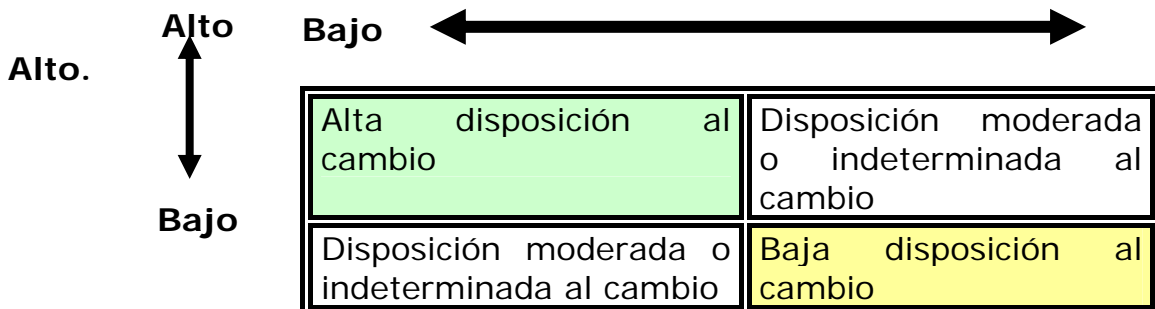 Alto Bajo
Alto.
Bajo
Alta disposición al
cambio
Disposición moderada
o indeterminada al
cambio
Disposición moderada o
indeterminada al cambio
Baja disposición al
cambio